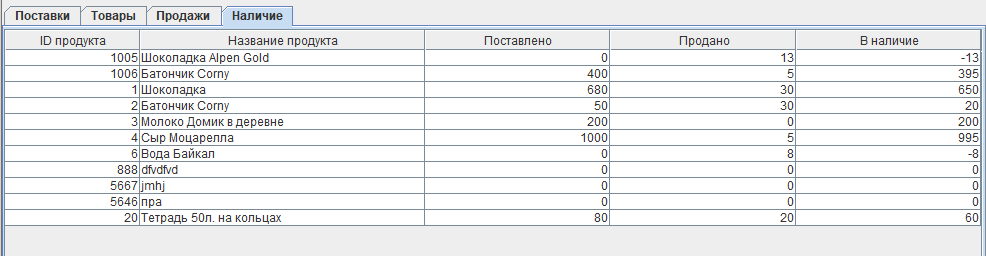 Поставки Товары Продажи Наличие
ID продукта Название продукта Поставлено Продано В наличие
1005 Шоколадка Alpen Gold 0 13 -13
1006 Батончик Corny 400 5 395
1 Шоколадка 680 30 650
2 Батончик Corny 50 30 20
3 Молоко Домик в деревне 200 0 200
4 Сыр Моцарелла 1000 5 995
6 Вода Байкал 0 8 -8
888 dfvdfvd 0 0 0
5667 jmhj 0 0 0
5646 пра 0 0 0
20 Тетрадь 50л. на кольцах 80 20 60